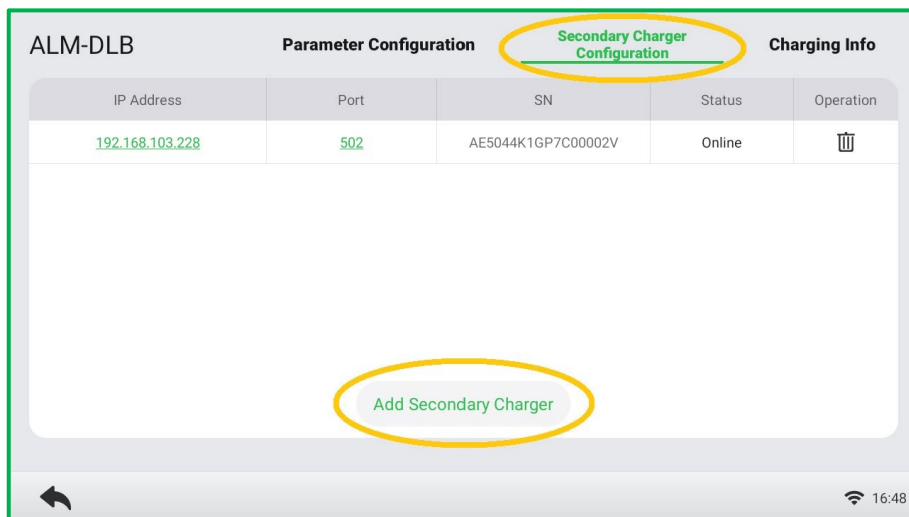 ALM-DLB
Parameter Configuration
Secondary Charger
Configuration
Charging Info
IP Address Port SN Status Operation
192.168.103.228 502 AE5044K1GP7C00002V Online
Add Secondary Charger
16:48